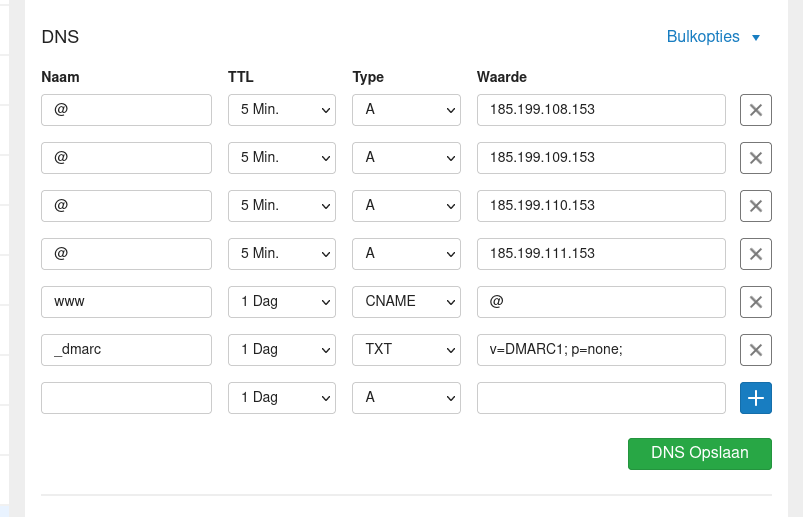 DNS Bulkopties
Naam TTL Type Waarde
@ 5 Min. A 185.199.108.153
@ 5 Min. A 185.199.109.153
@ 5 Min. A 185.199.110.153
@ 5 Min. A 185.199.111.153
www 1 Dag CNAME @
_dmarc 1 Dag TXT v=DMARC1; p=none;
1 Dag A
DNS Opslaan